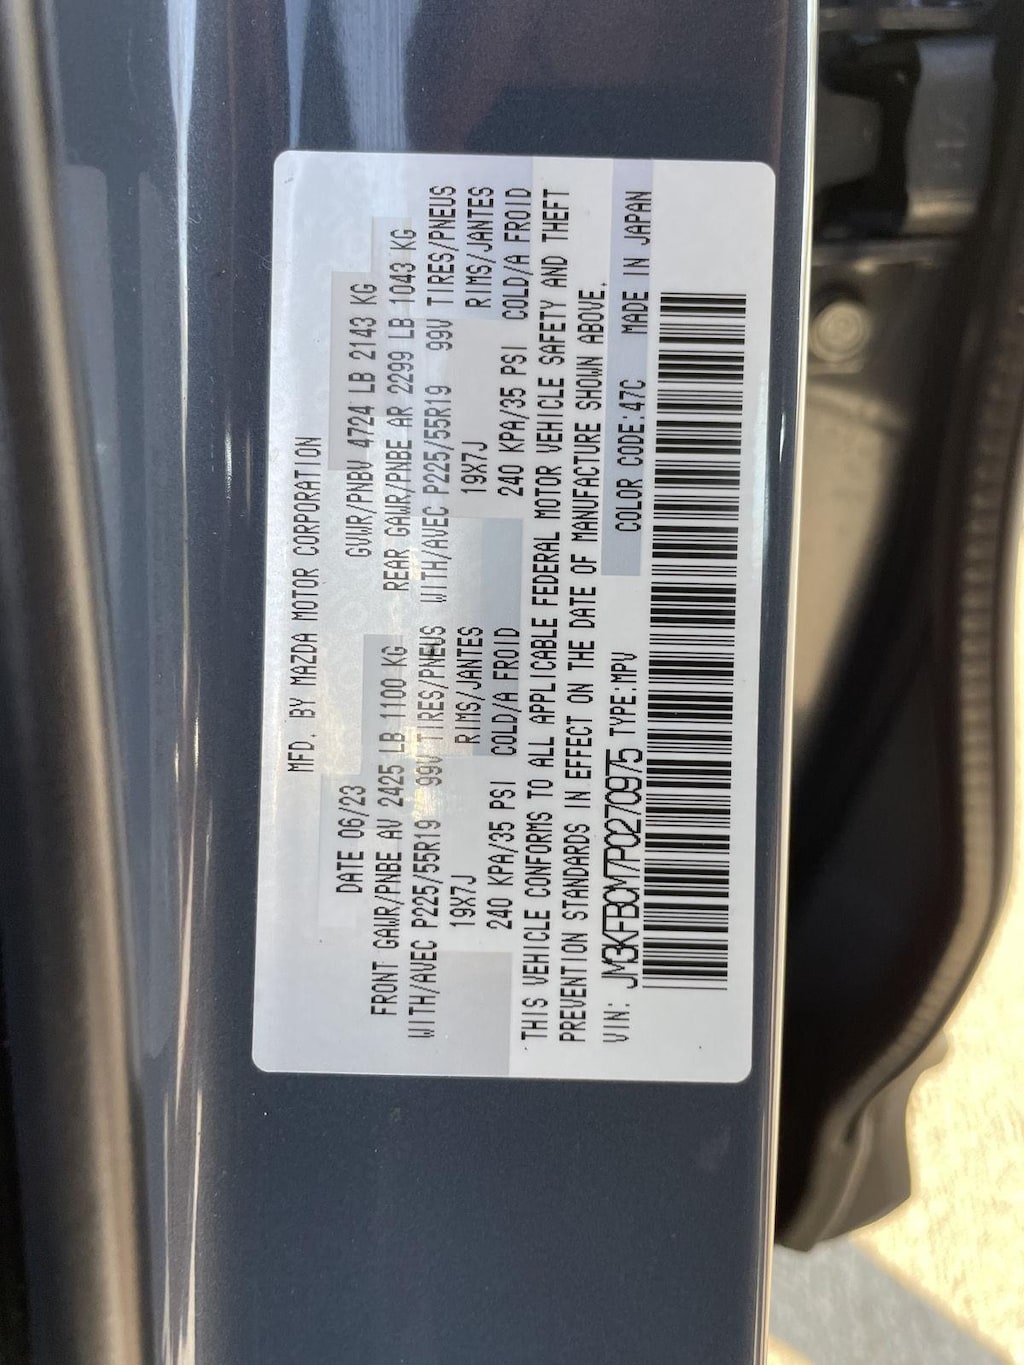 MFD. BY MAZDA MOTOR CORPORATION
DATE 06/23 GVWR/PNBV 4724 LB 2143 KG
FRONT GAWR/PNBE AV 2425 LB 1100 KG REAR GAWR/PNBE AR 2299 LB 1043 KG
WITH/AVEC P225/55R19 99V TIRES/PNEUS WITH/AVEC P225/55R19 99V TIRES/PNEUS
19X7J RIMS/JANTES 19X7J RIMS/JANTES
240 KPA/35 PSI COLD/A FROID 240 KPA/35 PSI COLD/A FROID
THIS VEHICLE CONFORMS TO ALL APPLICABLE FEDERAL MOTOR VEHICLE SAFETY AND THEFT
PREVENTION STANDARDS IN EFFECT ON THE DATE OF MANUFACTURE SHOWN ABOVE.
VIN: JM3KFBCM7P0270975 TYPE:MPV COLOR CODE:47C MADE IN JAPAN